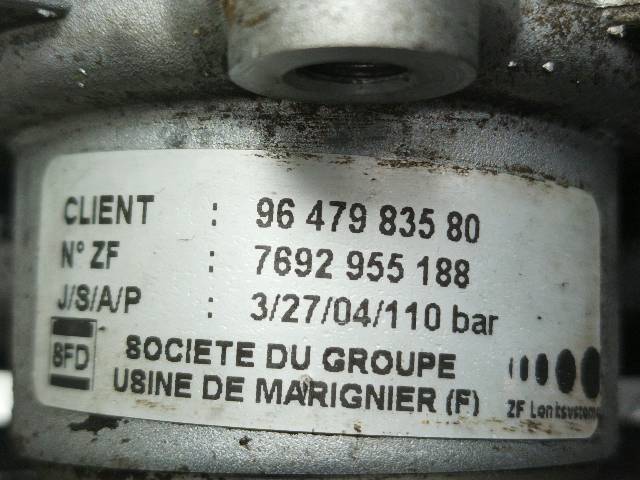 CLIENT : 96 479 835 80
N° ZF : 7692 955 188
J/S/A/P : 3/27/04/110 bar
SFD SOCIETE DU GROUPE
USINE DE MARIGNIER (F) ZF Lenksysteme